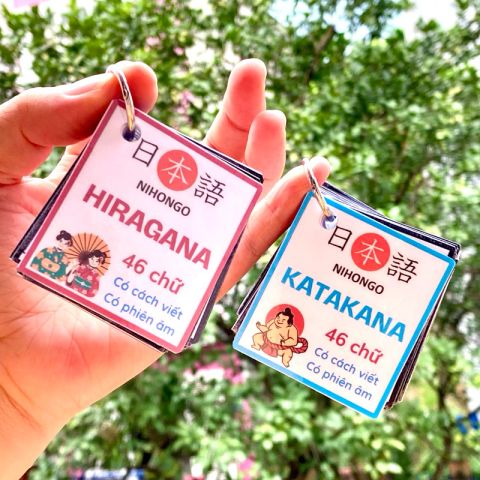 日本語
NIHONGO
HIRAGANA
46 chữ
Có cách viết
Có phiên âm
日本語
NIHONGO
KATAKANA
46 chữ
Có cách viết
Có phiên âm